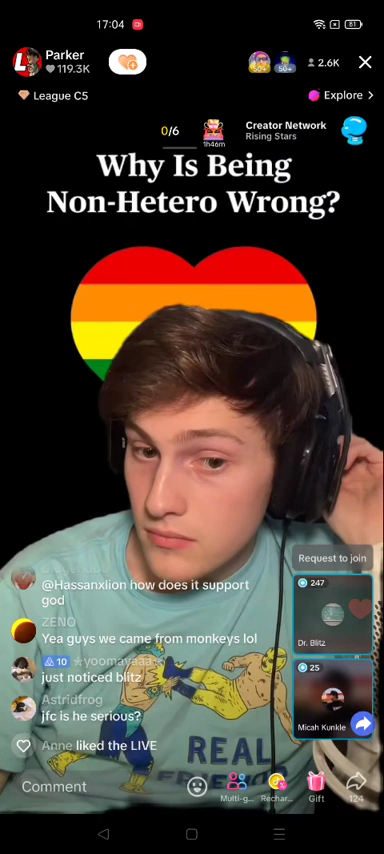 17:04
51
Parker
119.3K
50+
50+
2.6K
League C5
Explore >
0/6
1h46m
Creator Network
Rising Stars
Why Is Being
Non-Hetero Wrong?
Request to join
@Hassanxlion how does it support
god
247
Dr. Blitz
ZENO
Yea guys we came from monkeys lol
10
just noticed blitz
25
Micah Kunkle
Astridfrog
jfc is he serious?
Anne liked the LIVE
REAL
Comment
Multi-g...
Rechar...
Gift
124